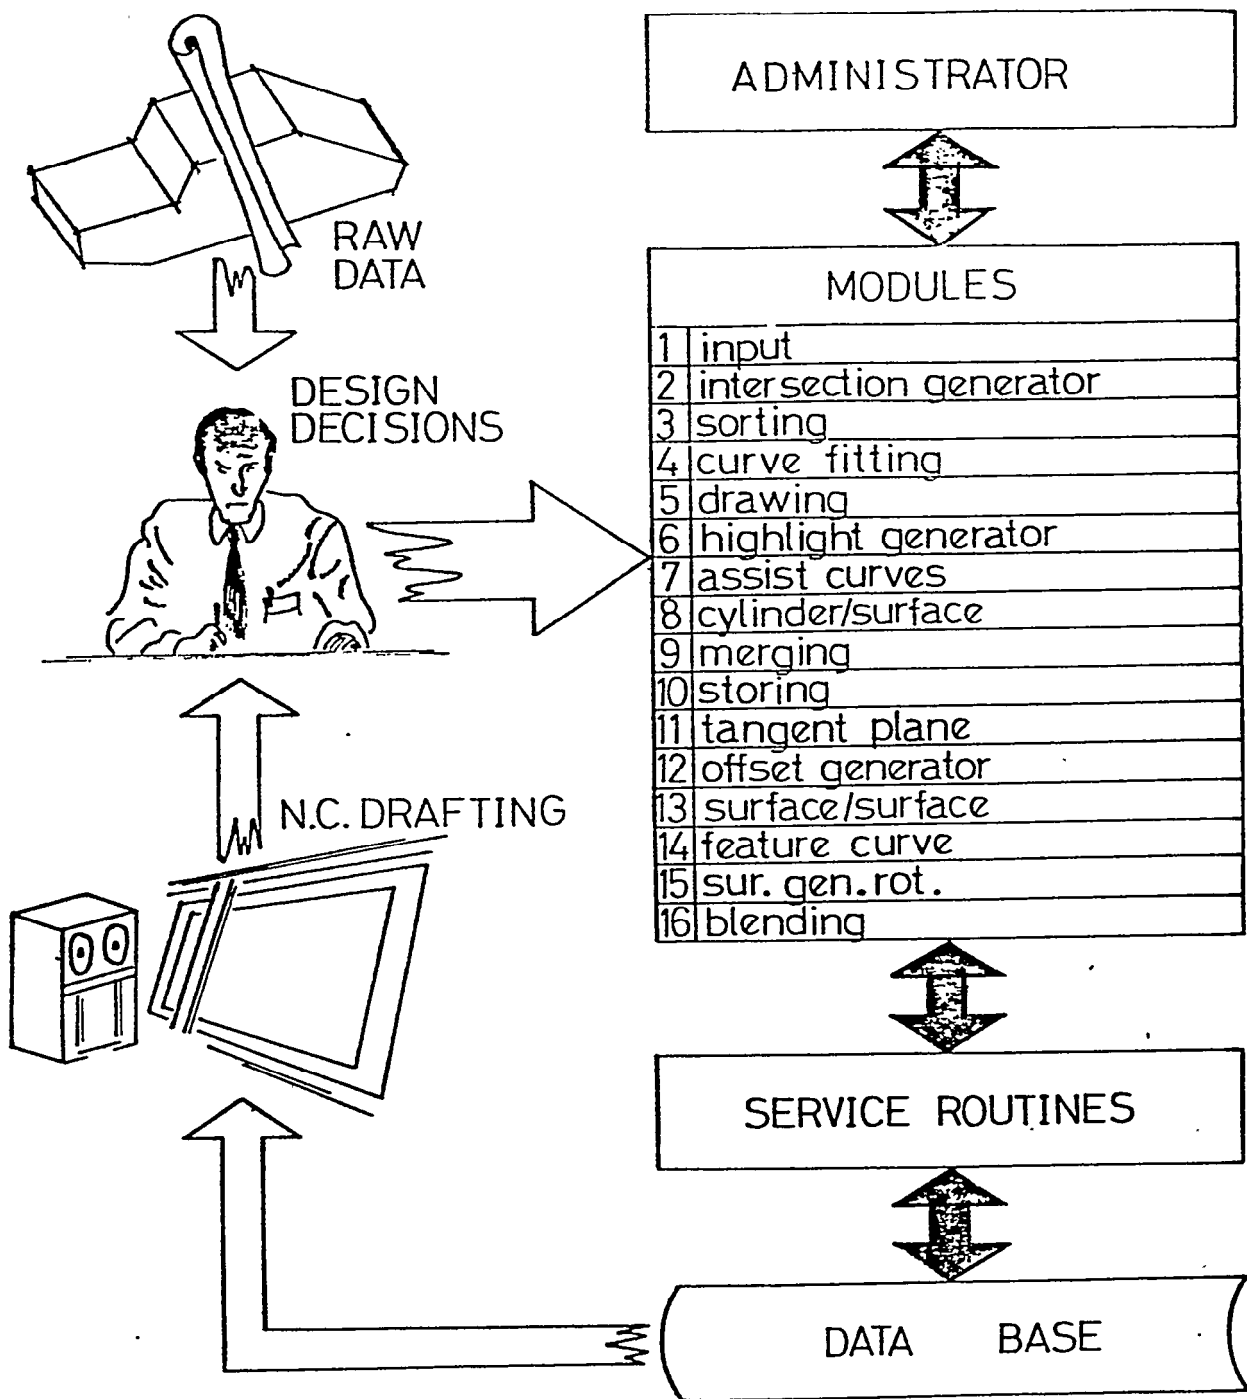 RAW
DATA
DESIGN
DECISIONS
N.C. DRAFTING
ADMINISTRATOR
MODULES
1 input
2 intersection generator
3 sorting
4 curve fitting
5 drawing
6 highlight generator
7 assist curves
8 cylinder/surface
9 merging
10 storing
11 tangent plane
12 offset generator
13 surface/surface
14 feature curve
15 sur. gen. rot.
16 blending
SERVICE ROUTINES
DATA BASE